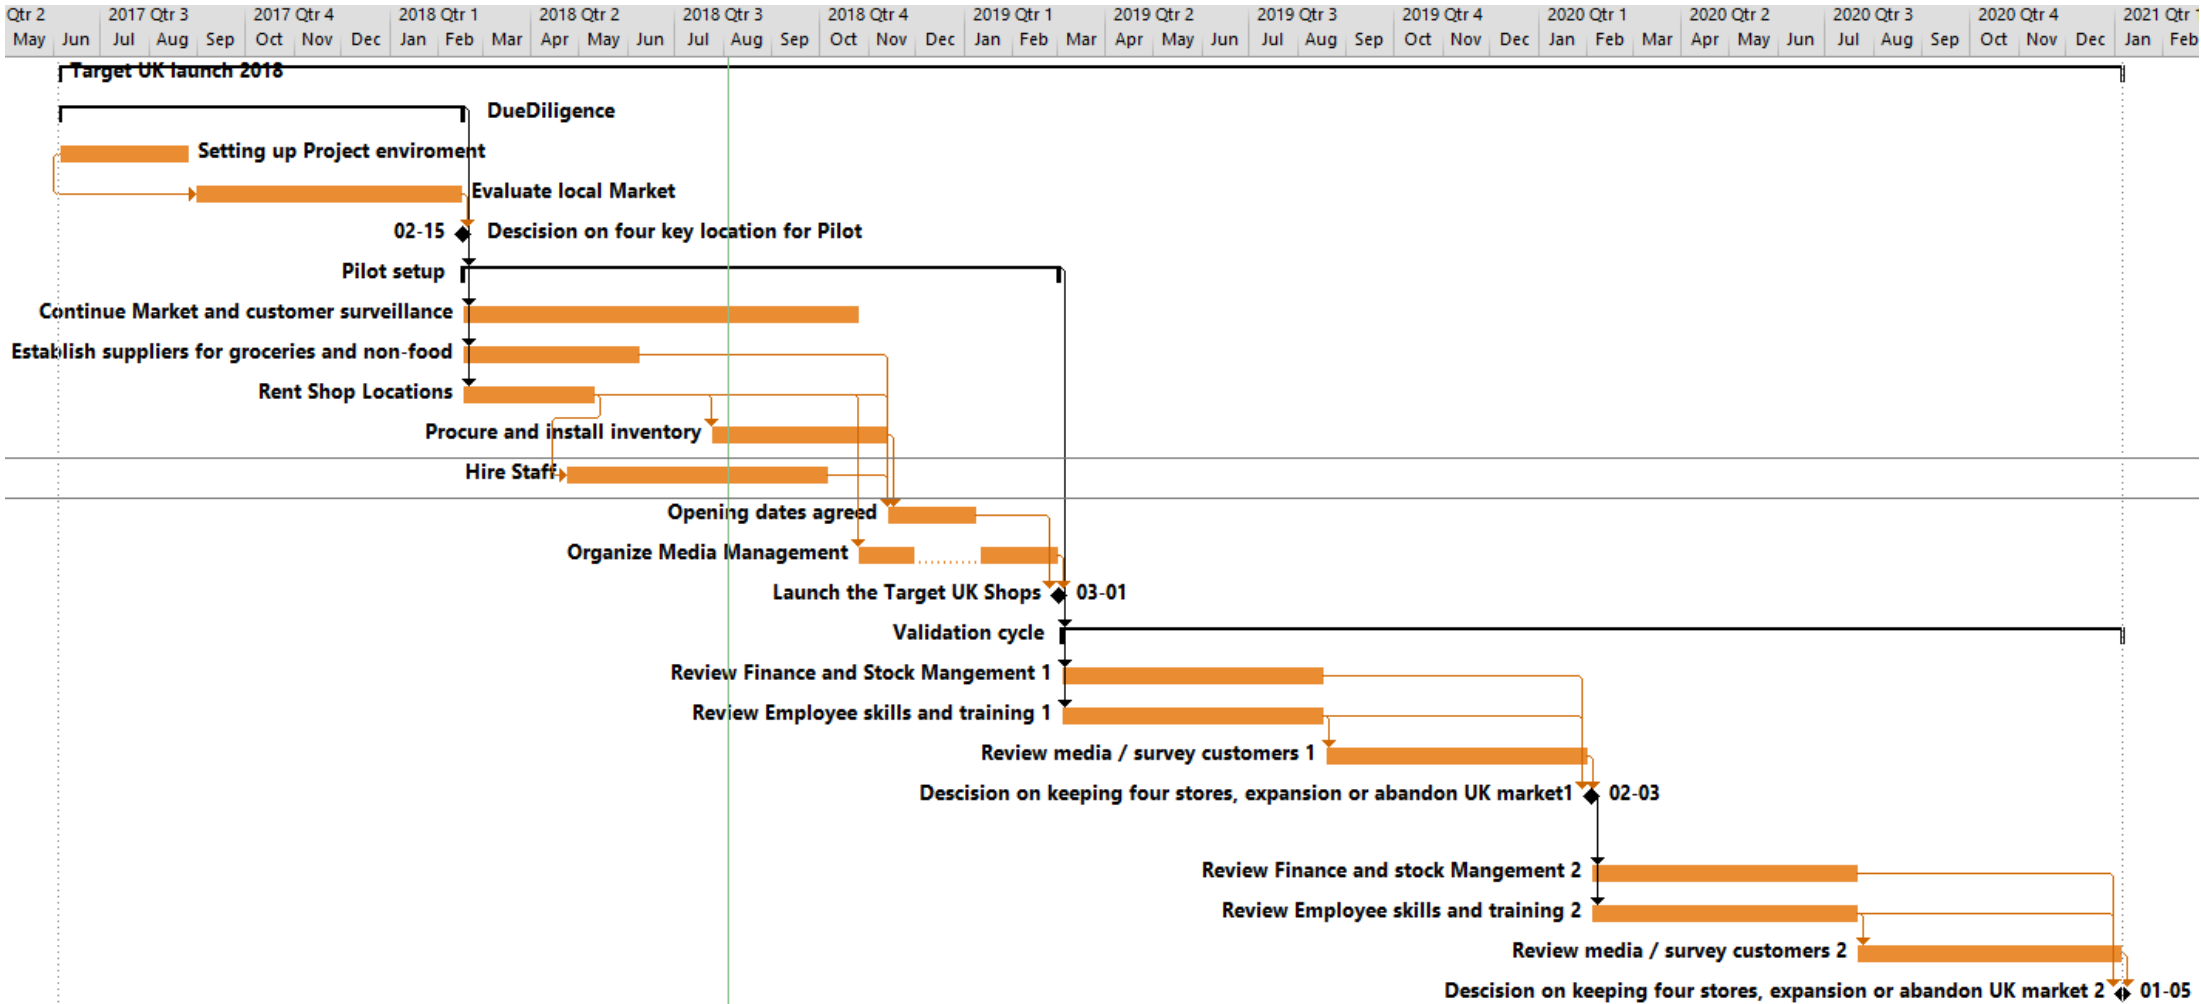 Qtr 2 2017 Qtr 3 2017 Qtr 4 2018 Qtr 1 2018 Qtr 2 2018 Qtr 3 2018 Qtr 4 2019 Qtr 1 2019 Qtr 2 2019 Qtr 3 2019 Qtr 4 2020 Qtr 1 2020 Qtr 2 2020 Qtr 3 2020 Qtr 4 2021 Qtr 1
May Jun Jul Aug Sep Oct Nov Dec Jan Feb Mar Apr May Jun Jul Aug Sep Oct Nov Dec Jan Feb Mar Apr May Jun Jul Aug Sep Oct Nov Dec Jan Feb Mar Apr May Jun Jul Aug Sep Oct Nov Dec Jan Feb
Target UK launch 2018
DueDiligence
Setting up Project enviroment
Evaluate local Market
02-15 Descision on four key location for Pilot
Pilot setup
Continue Market and customer surveillance
Establish suppliers for groceries and non-food
Rent Shop Locations
Procure and install inventory
Hire Staff
Opening dates agreed
Organize Media Management
Launch the Target UK Shops 03-01
Validation cycle
Review Finance and Stock Mangement 1
Review Employee skills and training 1
Review media / survey customers 1
Descision on keeping four stores, expansion or abandon UK market1 02-03
Review Finance and stock Mangement 2
Review Employee skills and training 2
Review media / survey customers 2
Descision on keeping four stores, expansion or abandon UK market 2 01-05